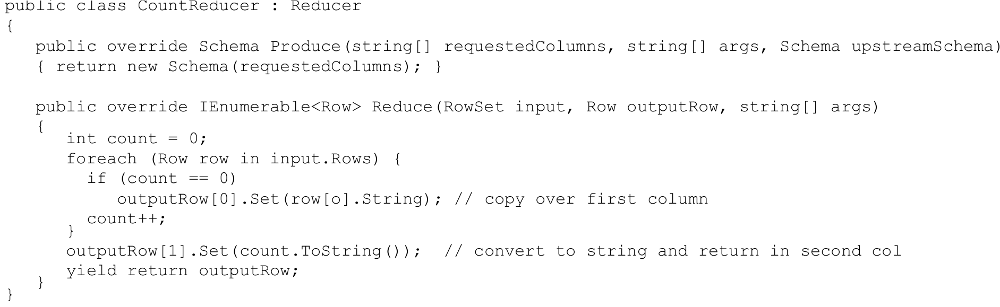 public class CountReducer : Reducer
{
   public override Schema Produce(string[] requestedColumns, string[] args, Schema upstreamSchema)
   { return new Schema(requestedColumns); }

   public override IEnumerable<Row> Reduce(RowSet input, Row outputRow, string[] args)
   {
      int count = 0;
      foreach (Row row in input.Rows) {
        if (count == 0)
           outputRow[0].Set(row[o].String); // copy over first column
        count++;
      }
      outputRow[1].Set(count.ToString());  // convert to string and return in second col
      yield return outputRow;
   }
}